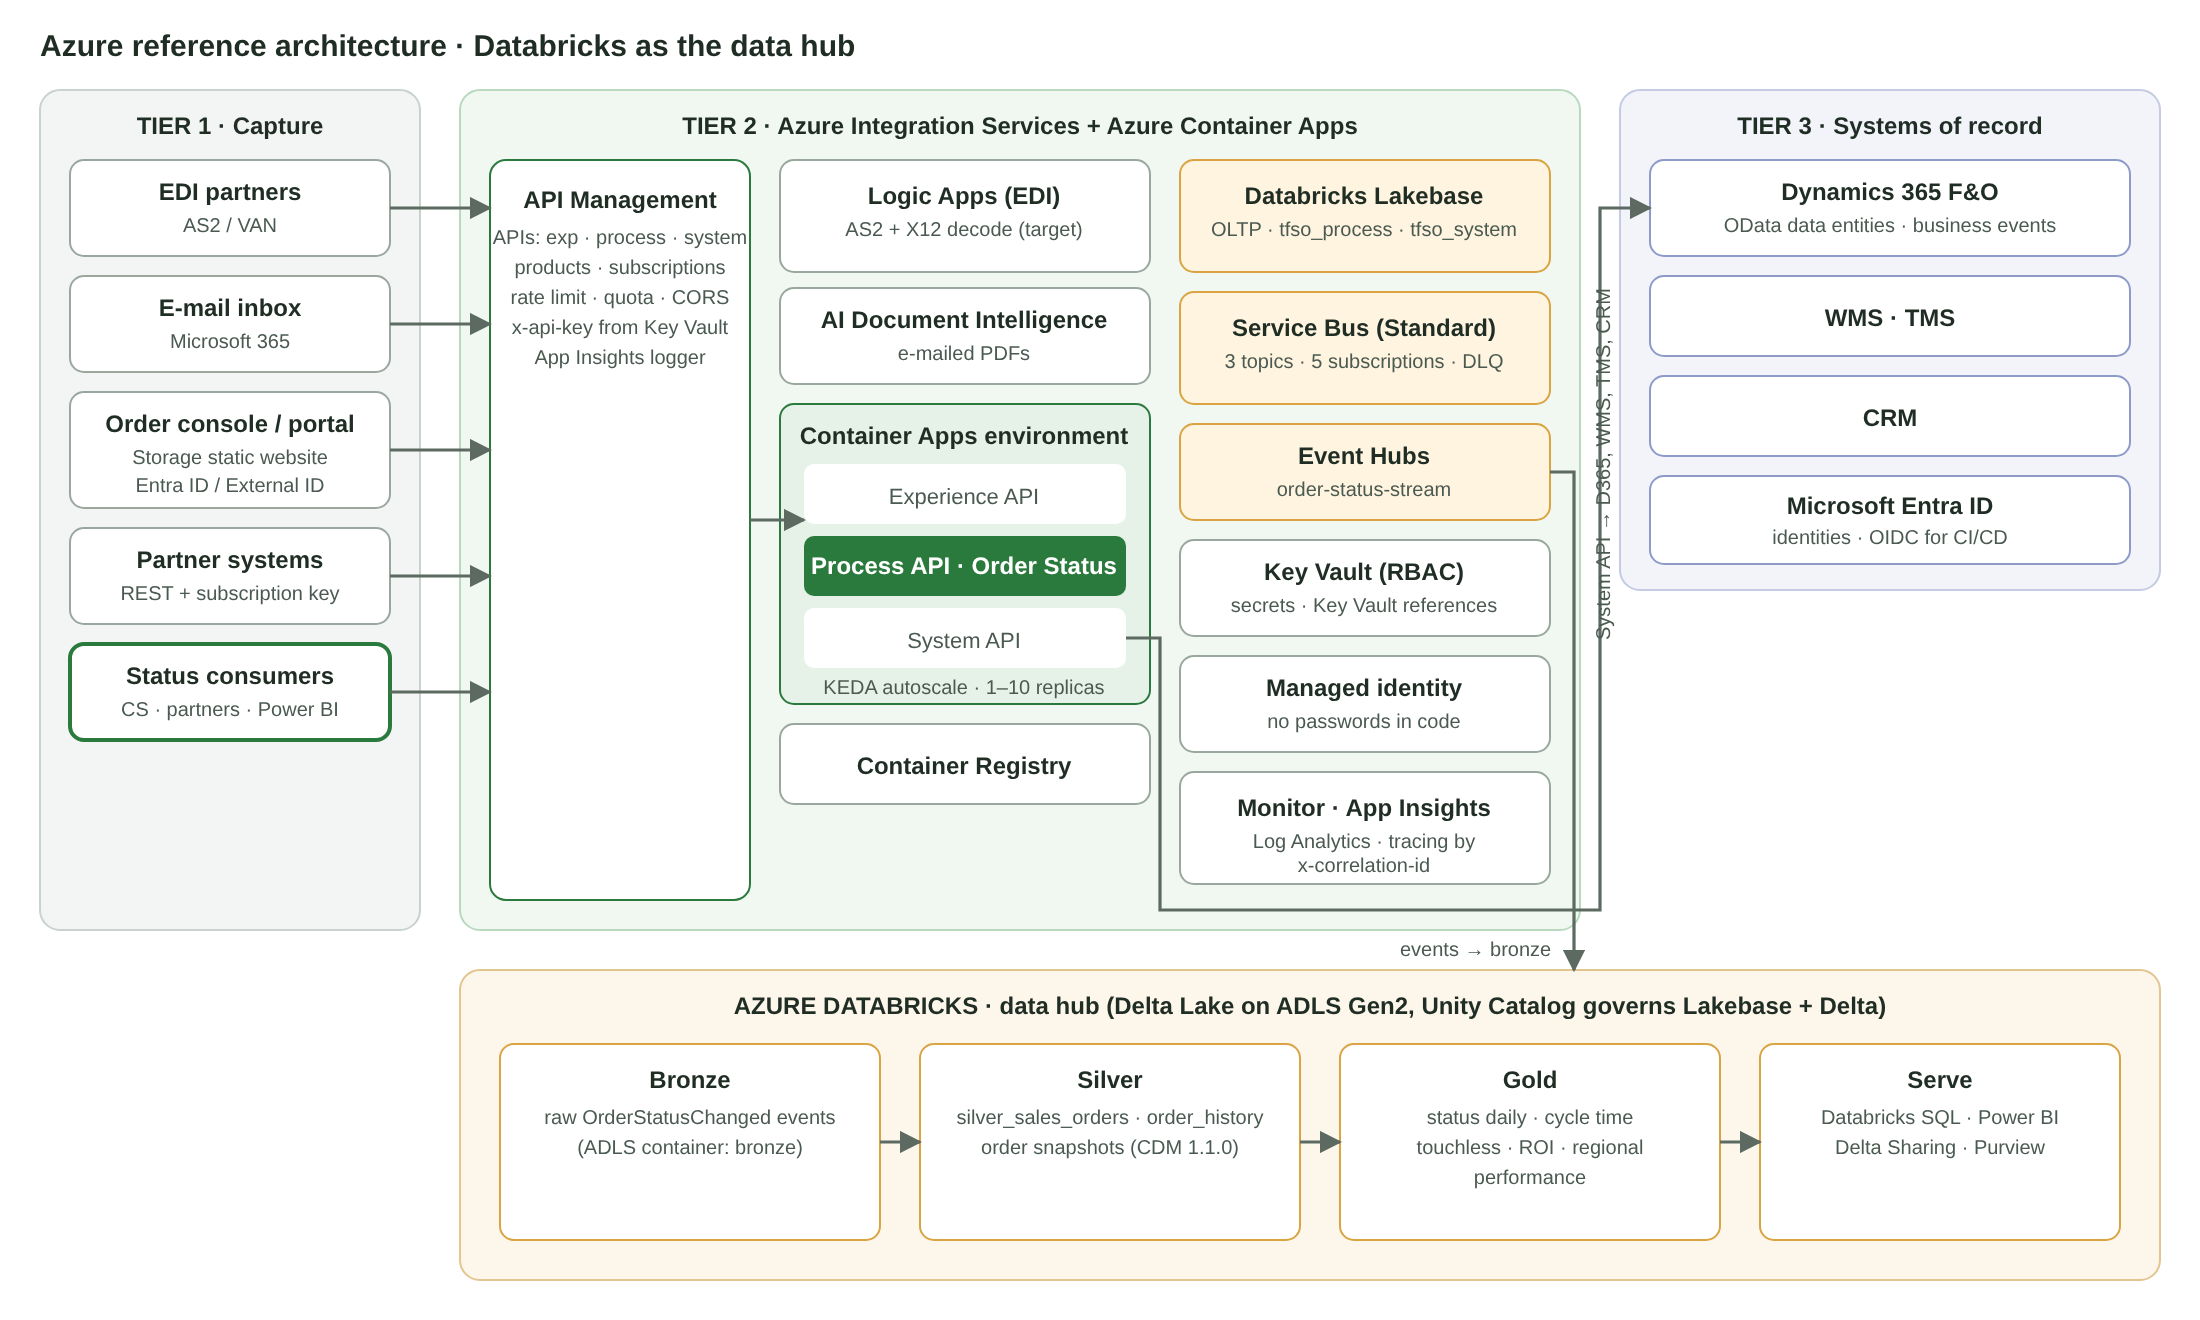 Azure reference architecture · Databricks as the data hub
TIER 1 · Capture
EDI partners
AS2 / VAN
E-mail inbox
Microsoft 365
Order console / portal
Storage static website
Entra ID / External ID
Partner systems
REST + subscription key
Status consumers
CS · partners · Power BI
TIER 2 · Azure Integration Services + Azure Container Apps
API Management
APIs: exp · process · system
products · subscriptions
rate limit · quota · CORS
x-api-key from Key Vault
App Insights logger
Logic Apps (EDI)
AS2 + X12 decode (target)
AI Document Intelligence
e-mailed PDFs
Container Apps environment
Experience API
Process API · Order Status
System API
KEDA autoscale · 1–10 replicas
Container Registry
Databricks Lakebase
OLTP · tfso_process · tfso_system
Service Bus (Standard)
3 topics · 5 subscriptions · DLQ
Event Hubs
order-status-stream
Key Vault (RBAC)
secrets · Key Vault references
Managed identity
no passwords in code
Monitor · App Insights
Log Analytics · tracing by
x-correlation-id
System API → D365, WMS, TMS, CRM
TIER 3 · Systems of record
Dynamics 365 F&O
OData data entities · business events
WMS · TMS
CRM
Microsoft Entra ID
identities · OIDC for CI/CD
events → bronze
AZURE DATABRICKS · data hub (Delta Lake on ADLS Gen2, Unity Catalog governs Lakebase + Delta)
Bronze
raw OrderStatusChanged events
(ADLS container: bronze)
Silver
silver_sales_orders · order_history
order snapshots (CDM 1.1.0)
Gold
status daily · cycle time
touchless · ROI · regional
performance
Serve
Databricks SQL · Power BI
Delta Sharing · Purview